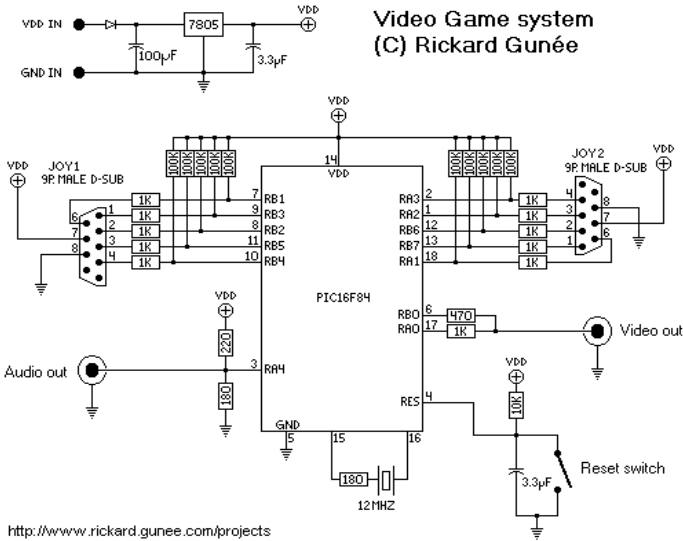 VDD IN
7805
VDD
100µF
3.3µF
GND IN
Video Game system
(C) Rickard Gunée
VDD
JOY1
9P. MALE D-SUB
VDD
100K
100K
100K
100K
100K
14
VDD
100K
100K
100K
100K
100K
JOY2
9P. MALE D-SUB
VDD
6
7
8
1
2
3
4
1K
1K
1K
1K
1K
7 RB1
9 RB3
8 RB2
11 RB5
10 RB4
RA3 2
RA2 1
RB6 12
RB7 13
RA1 18
1K
1K
1K
1K
1K
4
3
2
1
8
7
6
PIC16F84
VDD
220
RB0 6
470
RA0 17
1K
Video out
Audio out
3 RA4
180
VDD
10K
RES 4
GND
5
15
16
180
12MHZ
3.3µF
Reset switch
http://www.rickard.gunee.com/projects